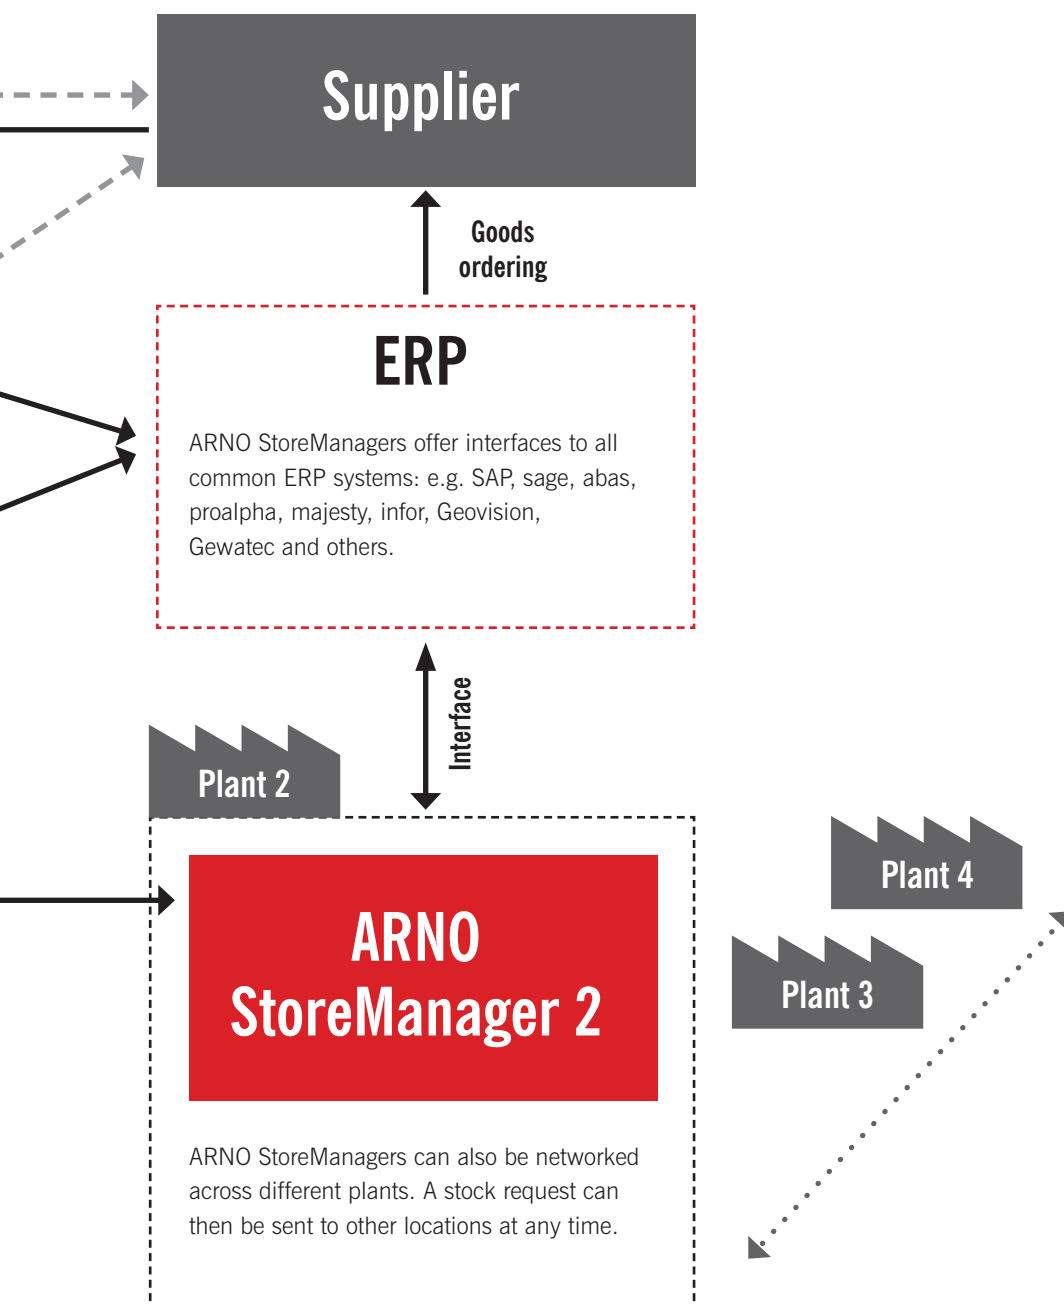 Supplier
Goods
ordering
ERP
ARNO StoreManagers offer interfaces to all
common ERP systems: e.g. SAP, sage, abas,
proalpha, majesty, infor, Geovision,
Gewatec and others.
Interface
Plant 2
Plant 4
Plant 3
ARNO
StoreManager 2
ARNO StoreManagers can also be networked
across different plants. A stock request can
then be sent to other locations at any time.